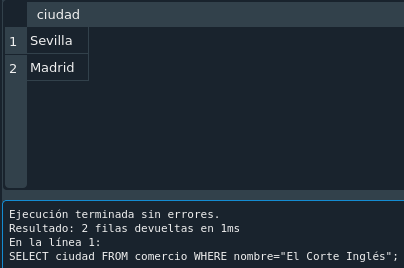 ciudad
1 Sevilla
2 Madrid
Ejecución terminada sin errores.
Resultado: 2 filas devueltas en 1ms
En la línea 1:
SELECT ciudad FROM comercio WHERE nombre="El Corte Inglés";